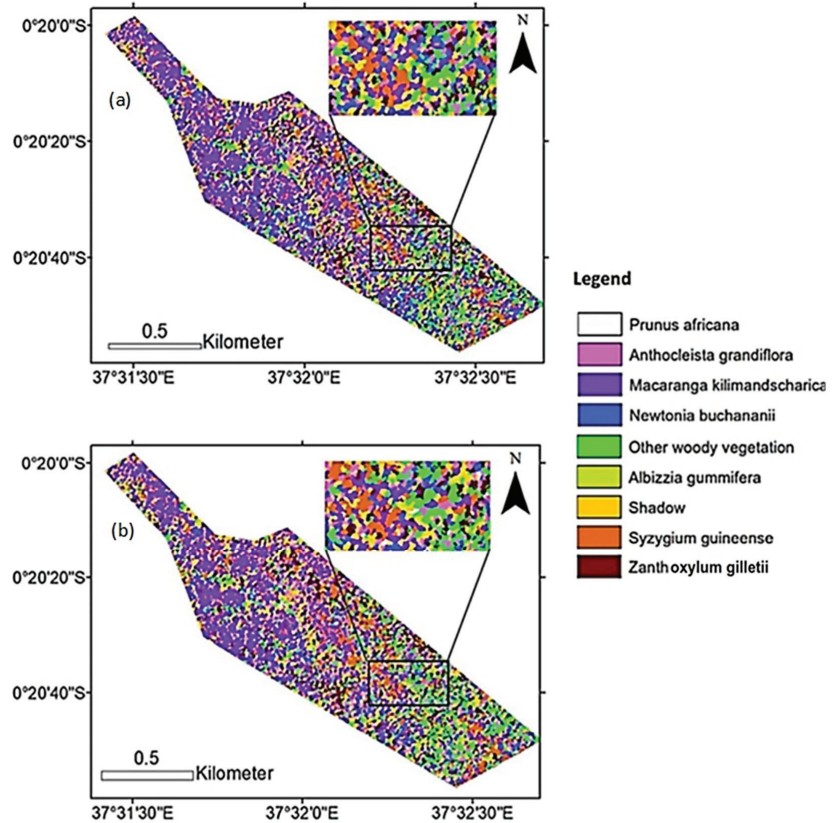 0°20'0"S
N
(a)
0°20'20"S
0°20'40"S
0.5
Kilometer
37°31'30"E
37°32'0"E
37°32'30"E
Legend
Prunus africana
Anthocleista grandiflora
Macaranga kilimandscharica
Newtonia buchananii
Other woody vegetation
Albizzia gummifera
Shadow
Syzygium guineense
Zanthoxylum gilletii
0°20'0"S
N
(b)
0°20'20"S
0°20'40"S
0.5
Kilometer
37°31'30"E
37°32'0"E
37°32'30"E